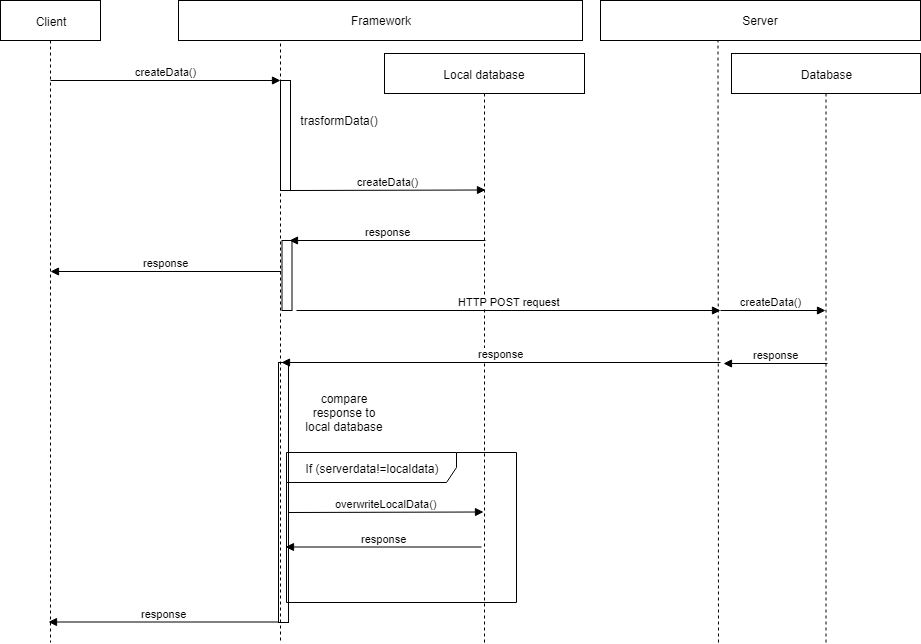 Client
Framework
Server
Local database
Database
createData()
trasformData()
createData()
response
response
HTTP POST request
createData()
response
response
compare
response to
local database
If (serverdata!=localdata)
overwriteLocalData()
response
response